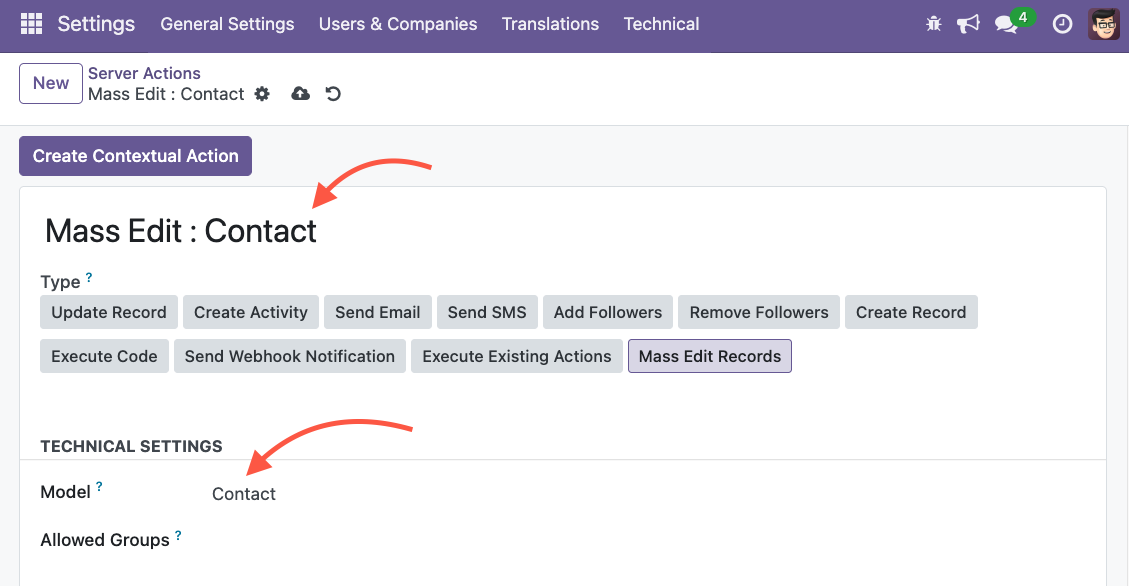 Settings General Settings Users & Companies Translations Technical 4
New Server Actions
Mass Edit : Contact
Create Contextual Action
Mass Edit : Contact
Type ?
Update Record Create Activity Send Email Send SMS Add Followers Remove Followers Create Record
Execute Code Send Webhook Notification Execute Existing Actions Mass Edit Records
TECHNICAL SETTINGS
Model ? Contact
Allowed Groups ?